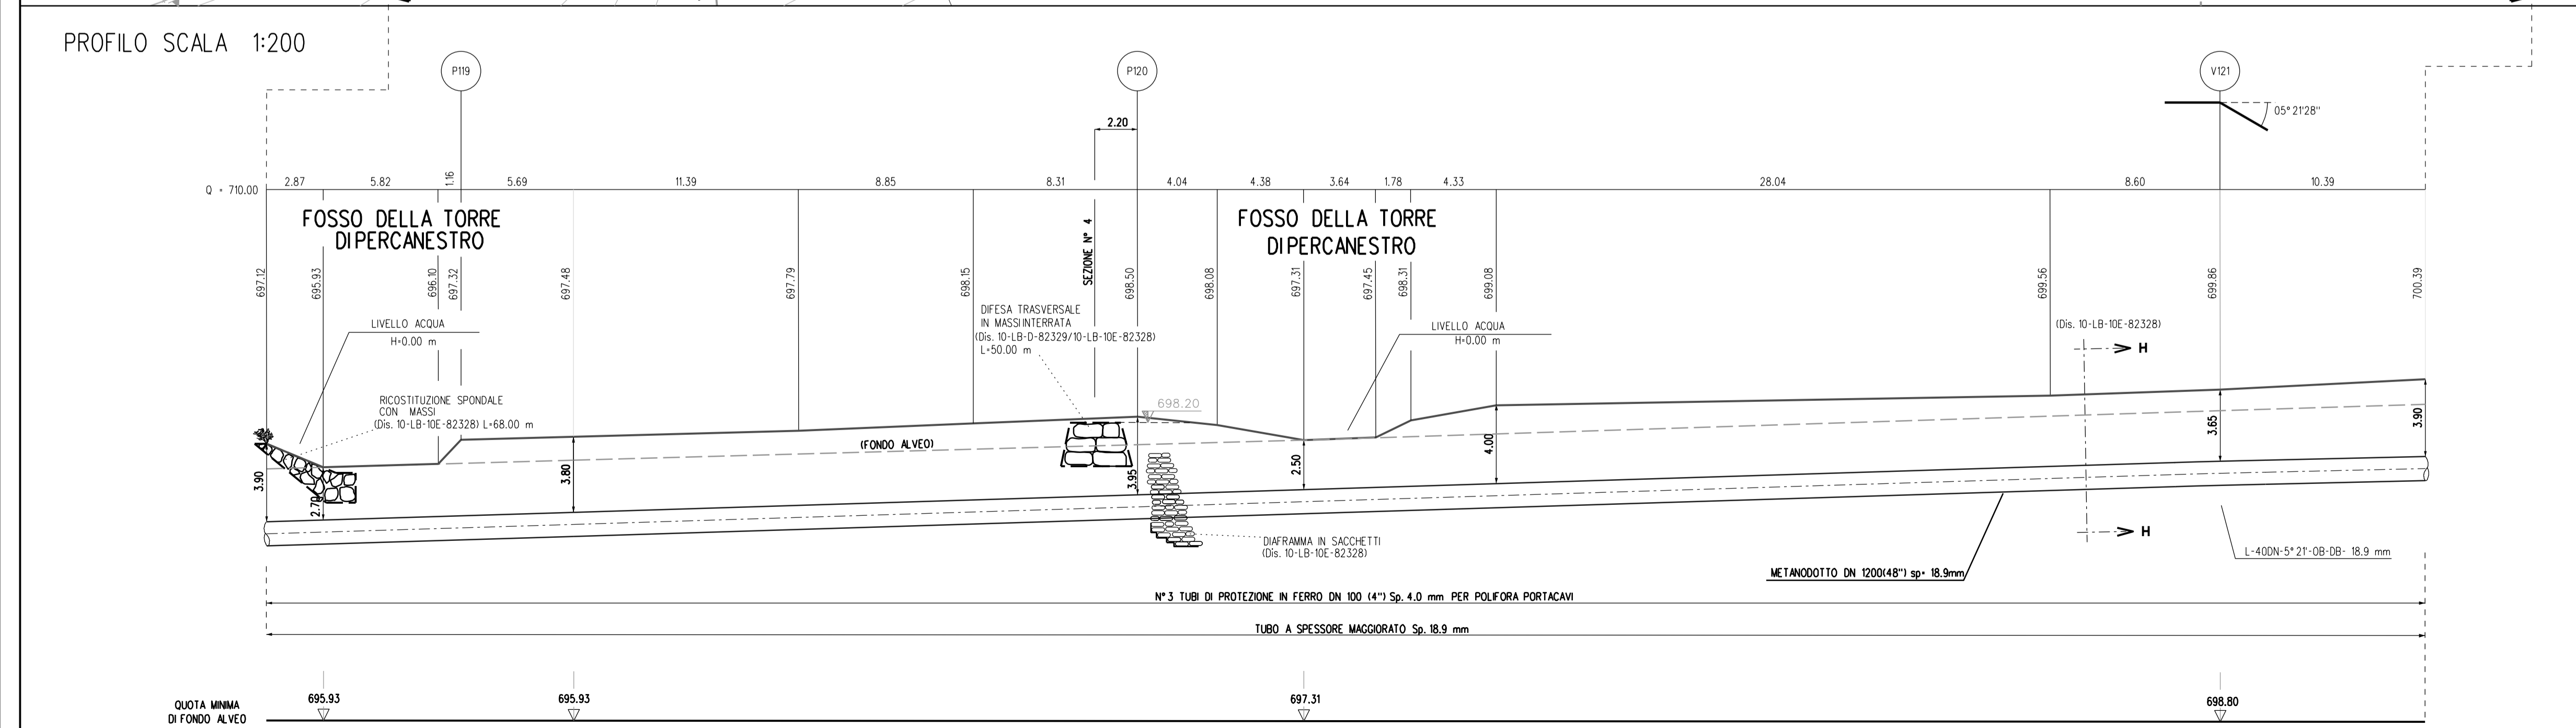 PROFILO SCALA 1:200
P119
P120
V121
05°21'28"
2.20
Q = 710.00
2.87
5.82
1.16
5.69
11.39
8.85
8.31
4.04
4.38
3.64
1.78
4.33
28.04
8.60
10.39
FOSSO DELLA TORRE
DI PERCANESTRO
FOSSO DELLA TORRE
DI PERCANESTRO
697.12
695.93
696.10
697.32
697.48
697.79
698.15
SEZIONE N° 4
698.50
698.08
697.31
697.45
698.31
699.08
699.56
699.86
700.39
LIVELLO ACQUA
H=0.00 m
DIFESA TRASVERSALE
IN MASSI INTERRATA
(Dis. 10-LB-D-82329/10-LB-10E-82328)
L=50.00 m
LIVELLO ACQUA
H=0.00 m
(Dis. 10-LB-10E-82328)
H
RICOSTITUZIONE SPONDALE
CON MASSI
(Dis. 10-LB-10E-82328) L=68.00 m
698.20
(FONDO ALVEO)
3.90
2.70
3.80
3.95
2.50
4.00
3.65
3.90
H
DIAFRAMMA IN SACCHETTI
(Dis. 10-LB-10E-82328)
L-40DN-5°21'-OB-DB- 18.9 mm
METANODOTTO DN 1200(48") sp= 18.9mm
N°3 TUBI DI PROTEZIONE IN FERRO DN 100 (4") Sp. 4.0 mm PER POLIFORA PORTACAVI
TUBO A SPESSORE MAGGIORATO Sp. 18.9 mm
QUOTA MINIMA
DI FONDO ALVEO
695.93
695.93
697.31
698.80